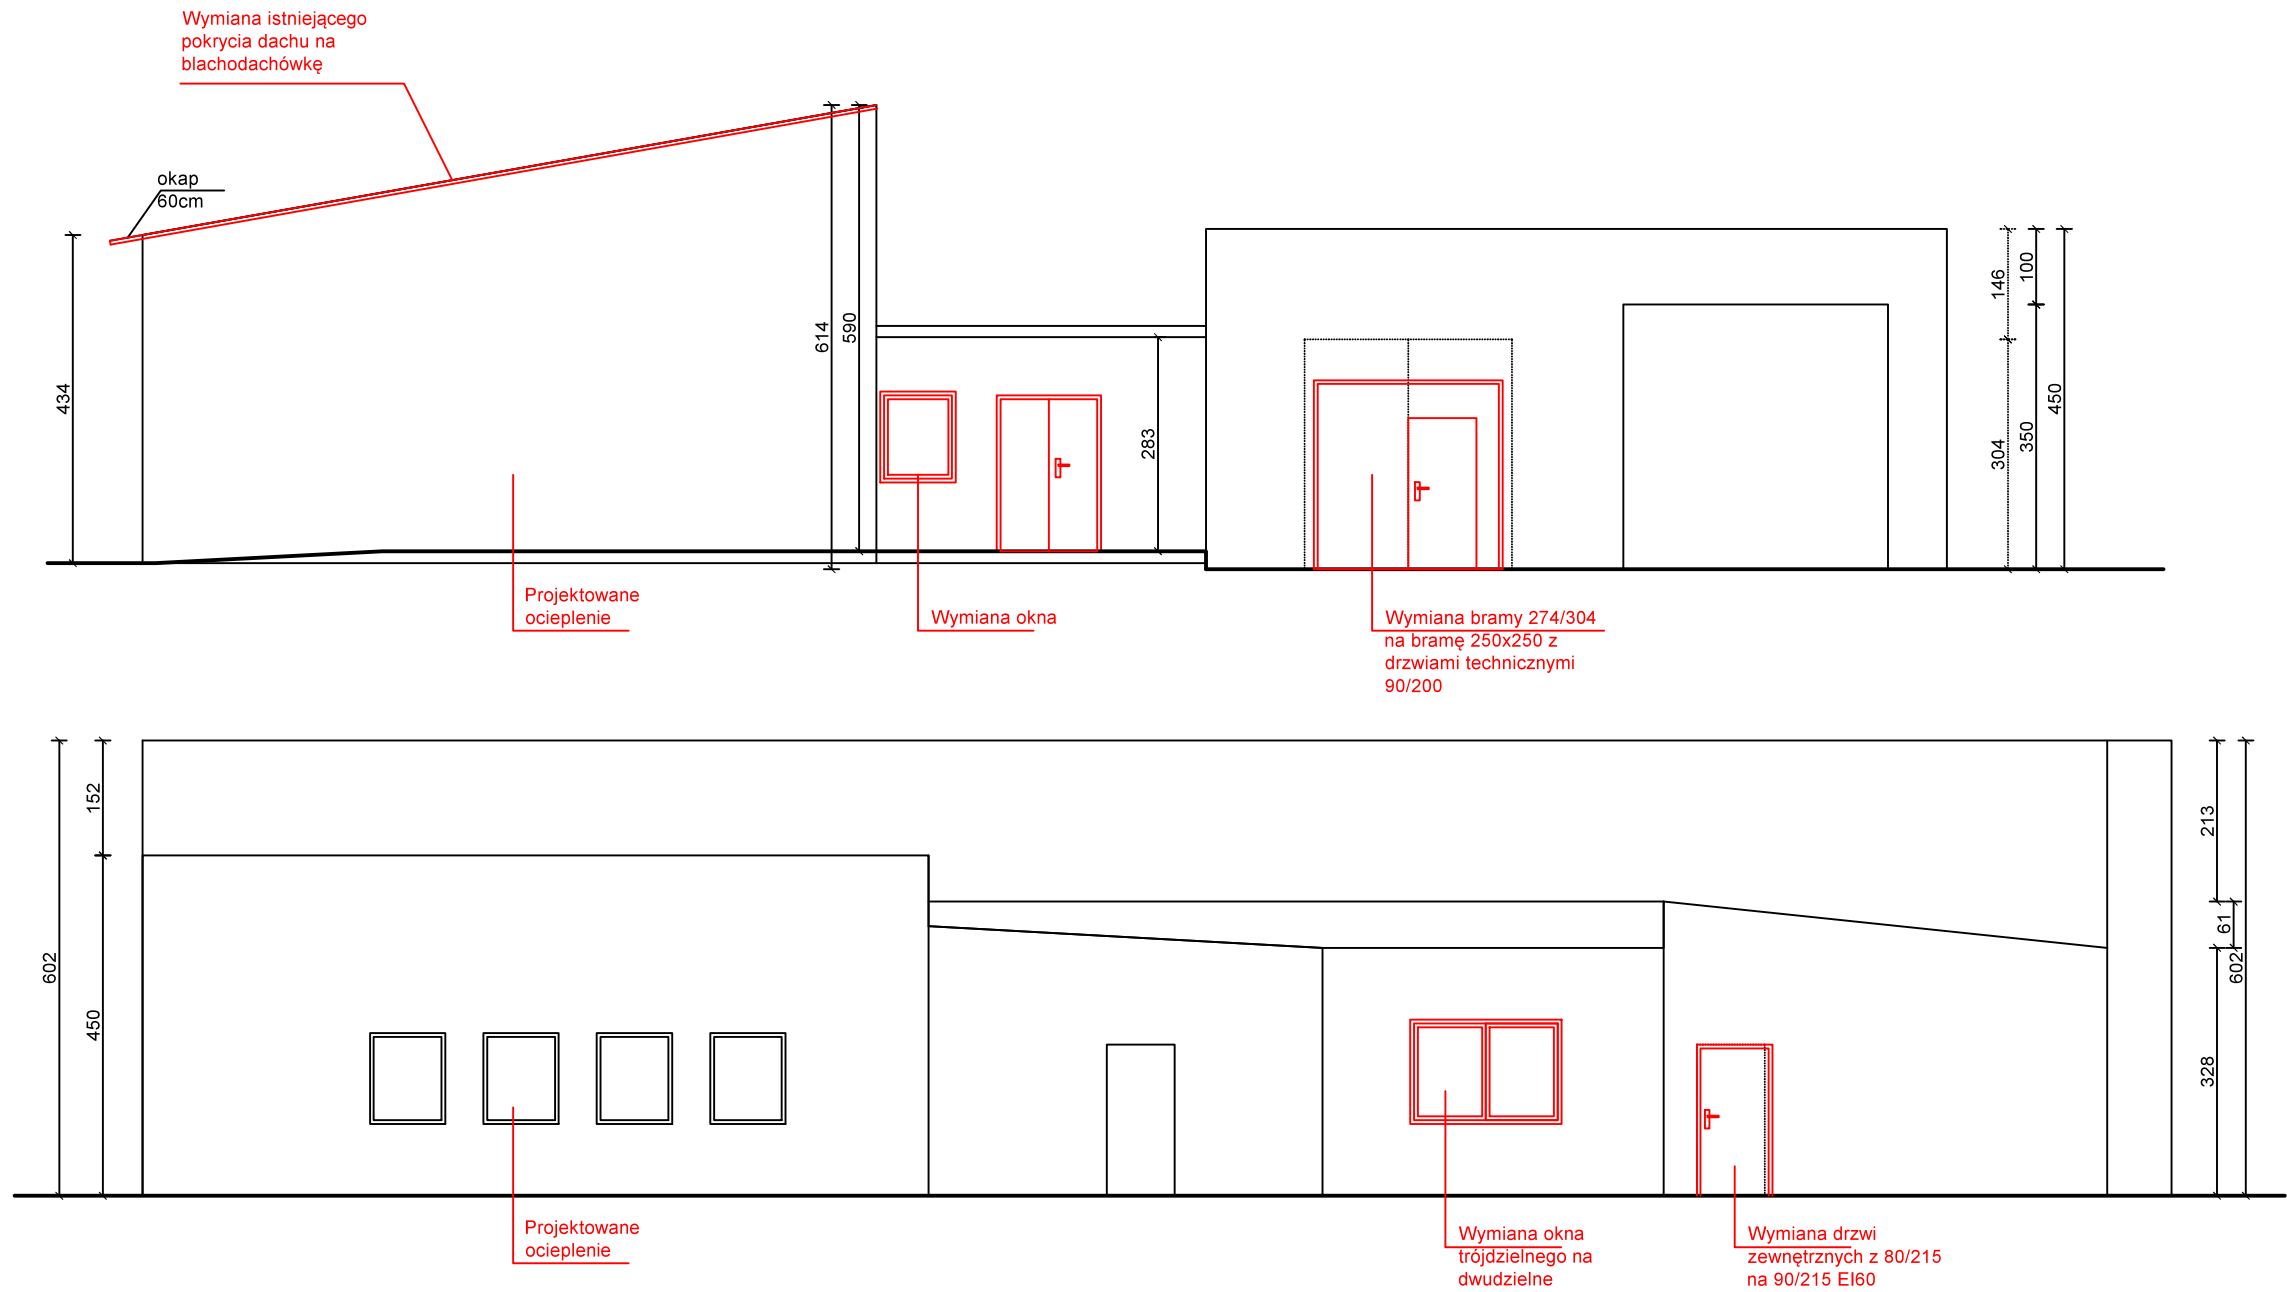 Wymiana istniejącego
pokrycia dachu na
blachodachówkę
okap
60cm
434
614
590
283
146
100
304
350
450
Projektowane
ocieplenie
Wymiana okna
Wymiana bramy 274/304
na bramę 250x250 z
drzwiami technicznymi
90/200
152
602
450
213
61
602
328
Projektowane
ocieplenie
Wymiana okna
trójdzielnego na
dwudzielne
Wymiana drzwi
zewnętrznych z 80/215
na 90/215 EI60